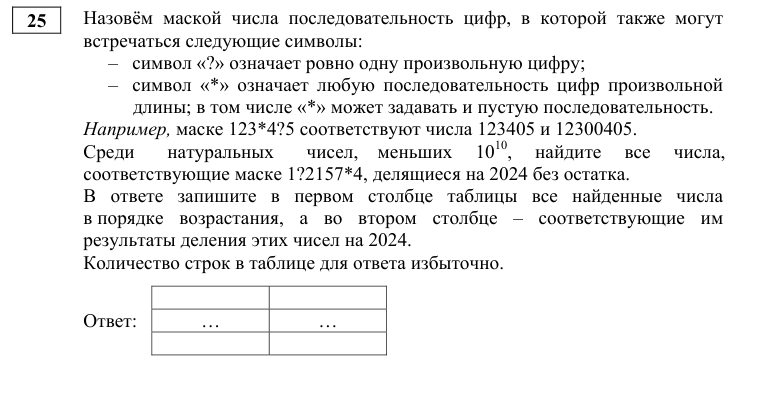 25
Назовём маской числа последовательность цифр, в которой также могут
встречаться следующие символы:
– символ «?» означает ровно одну произвольную цифру;
– символ «*» означает любую последовательность цифр произвольной
длины; в том числе «*» может задавать и пустую последовательность.
Например, маске 123*4?5 соответствуют числа 123405 и 12300405.
Среди натуральных чисел, меньших 10¹⁰, найдите все числа,
соответствующие маске 1?2157*4, делящиеся на 2024 без остатка.
В ответе запишите в первом столбце таблицы все найденные числа
в порядке возрастания, а во втором столбце – соответствующие им
результаты деления этих чисел на 2024.
Количество строк в таблице для ответа избыточно.
Ответ: … …